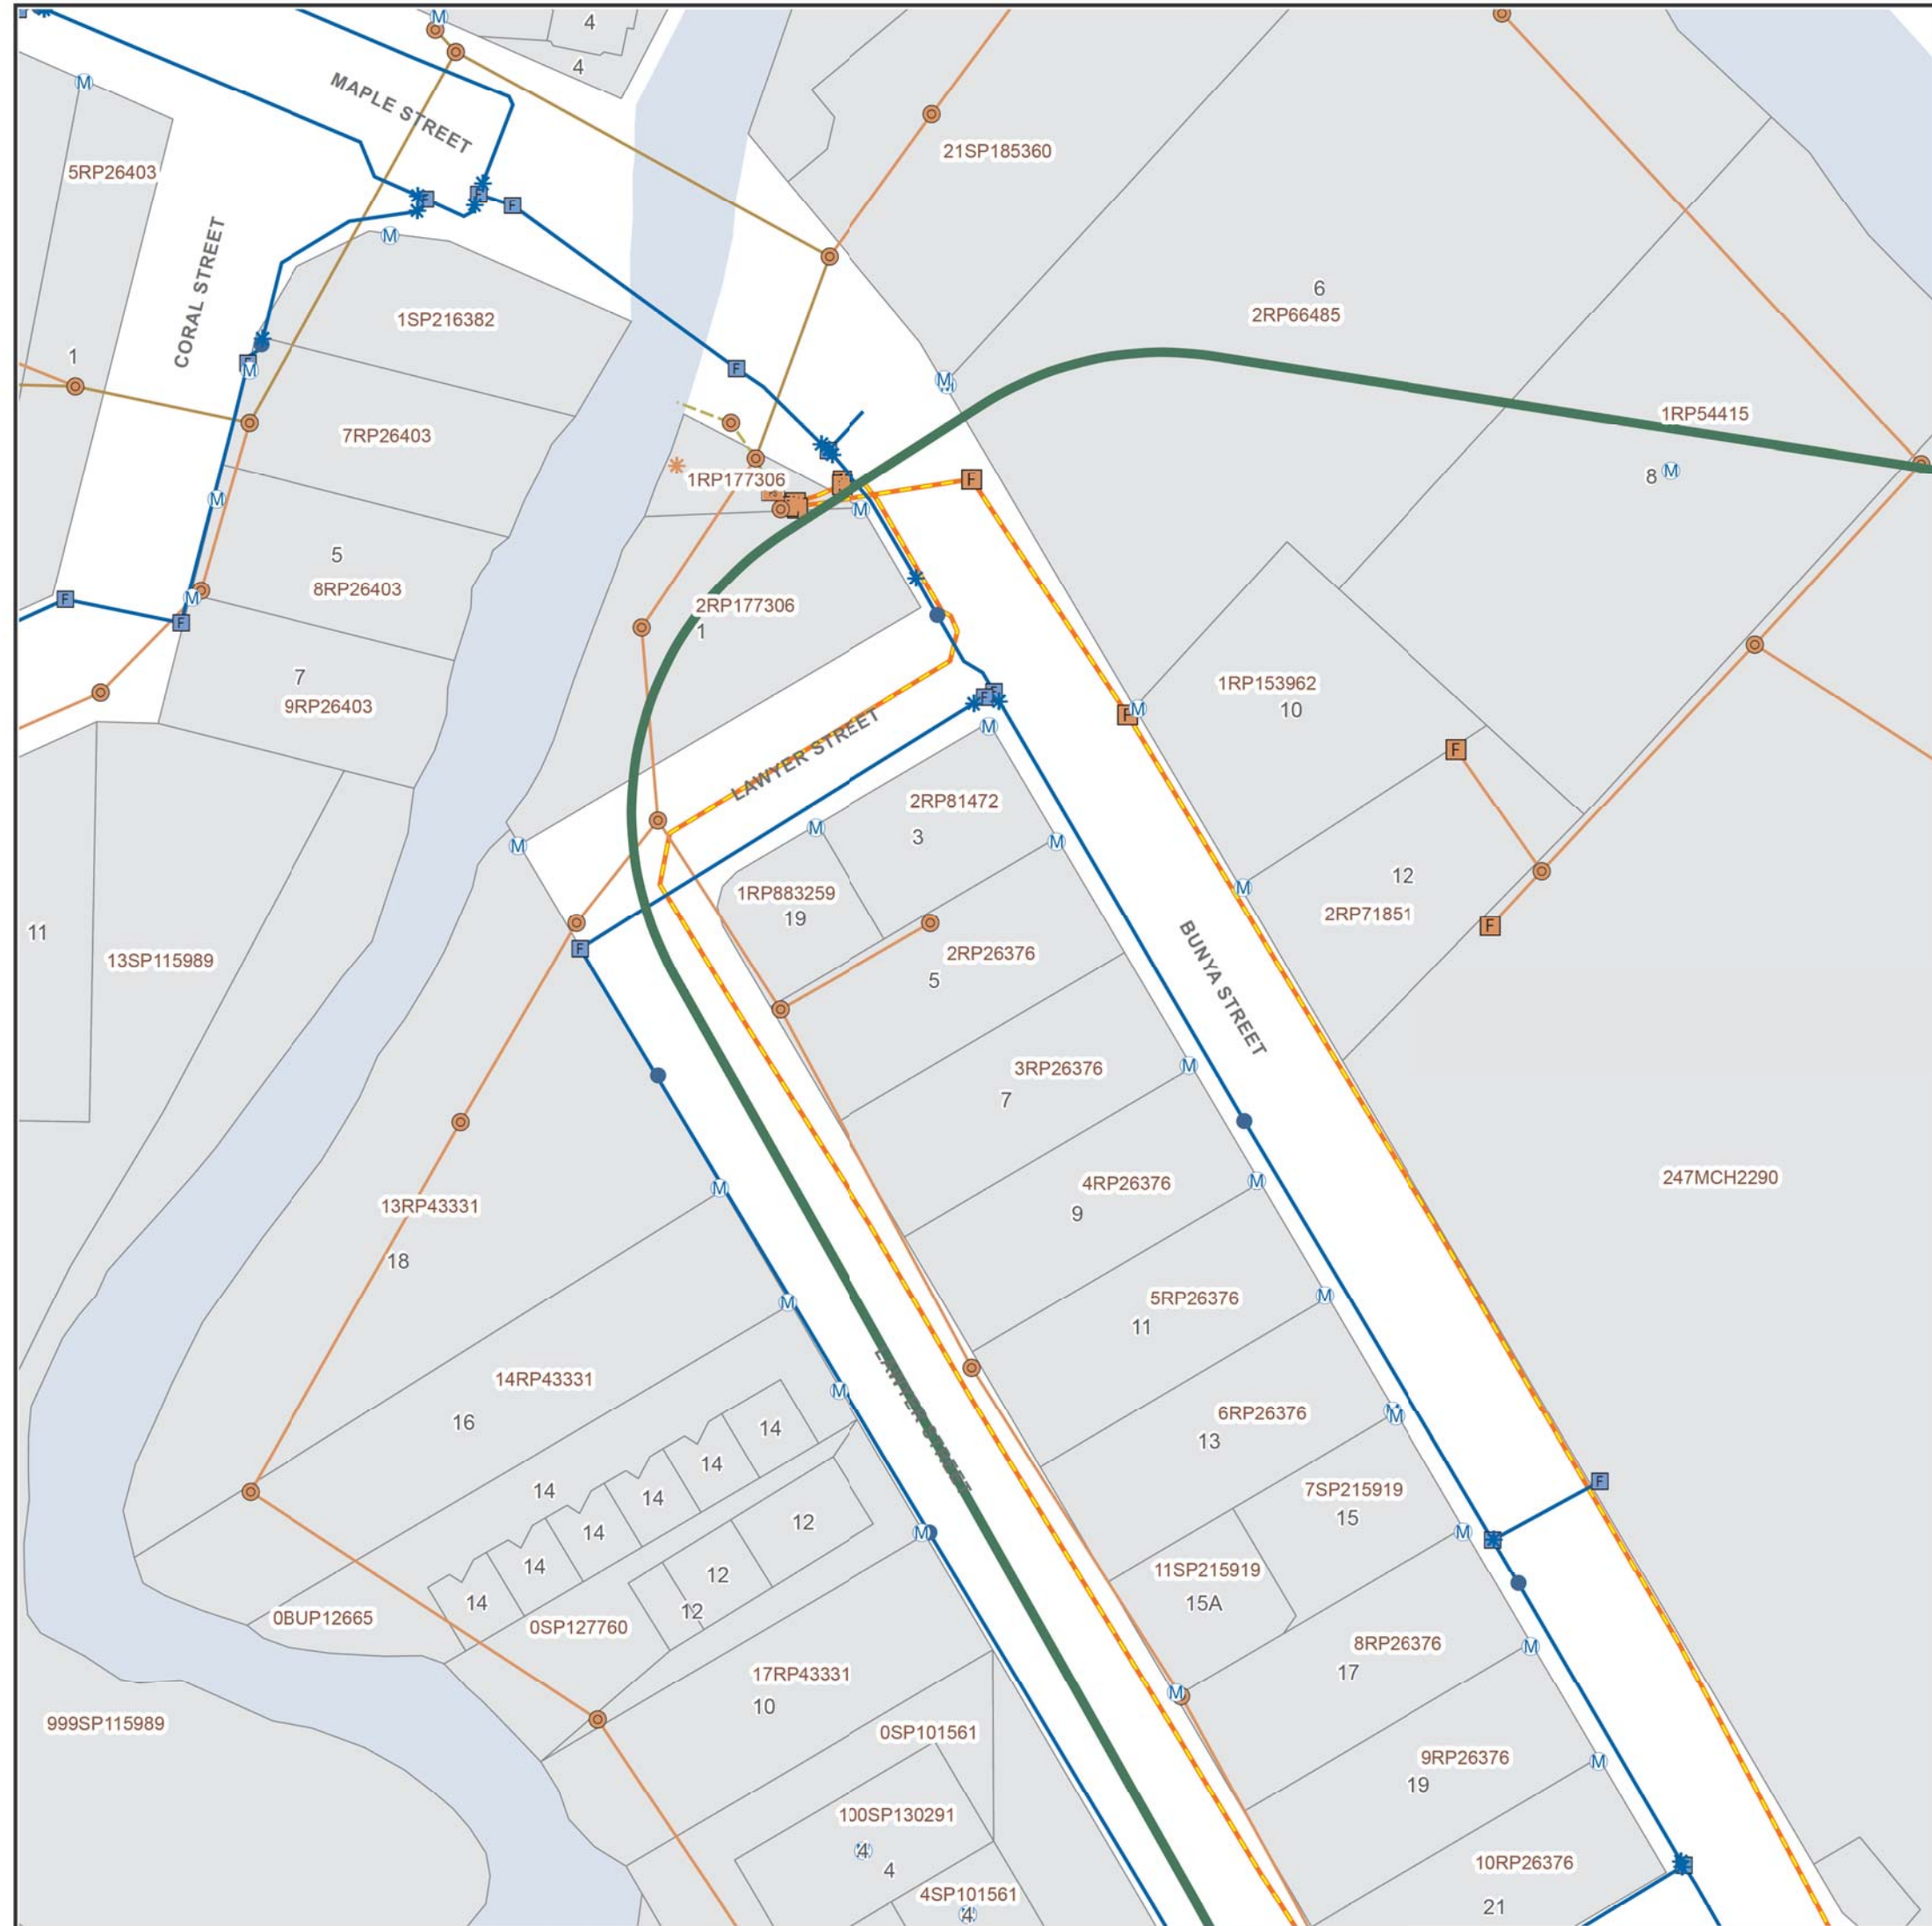 4
4
M
MAPLE STREET
M
21SP185360
5RP26403
F
F
F
M
CORAL STREET
6
2RP66485
1SP216382
1
F
M
F
M
1RP54415
7RP26403
8
M
1RP177306
F
M
M
5
8RP26403
F
M
F
2RP177306
1
7
9RP26403
1RP153962
10
F
F
M
F
M
F
LAWYER STREET
2RP81472
3
M
M
M
12
M
1RP883259
19
2RP71851
F
11
13SP115989
F
2RP26376
5
BUNYA STREET
3RP26376
M
7
247MCH2290
4RP26376
M
9
M
13RP43331
18
5RP26376
M
11
M
14RP43331
16
M
LAWYER STREET
6RP26376
M
13
14
14
14
14
14
14
14
7SP215919
15
F
12
12
12
M
M
11SP215919
15A
0BUP12665
0SP127760
8RP26376
17
M
17RP43331
10
M
999SP115989
0SP101561
9RP26376
19
M
100SP130291
4
4
10RP26376
4SP101561
4
21